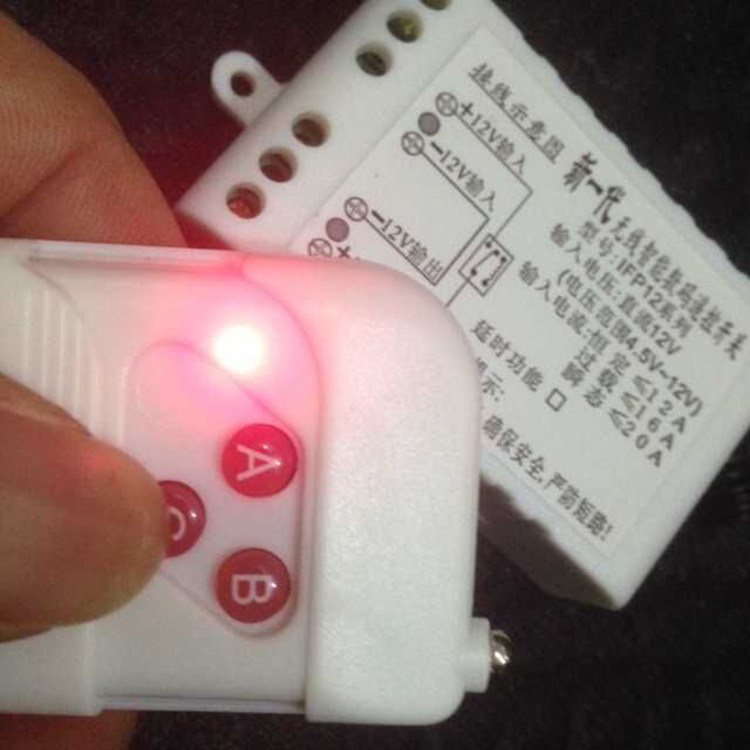 接线示意图
+12V输入
-12V输入
-12V输出
新一代无线智能数码遥控开关
型号:IFP12系列
输入电压:直流12V
(电压范围4.5V~12V)
输入电流:恒定≤12A
过载≤16A
瞬态≤20A
延时功能 □
提示:
确保安全,严防短路!
A
C
B